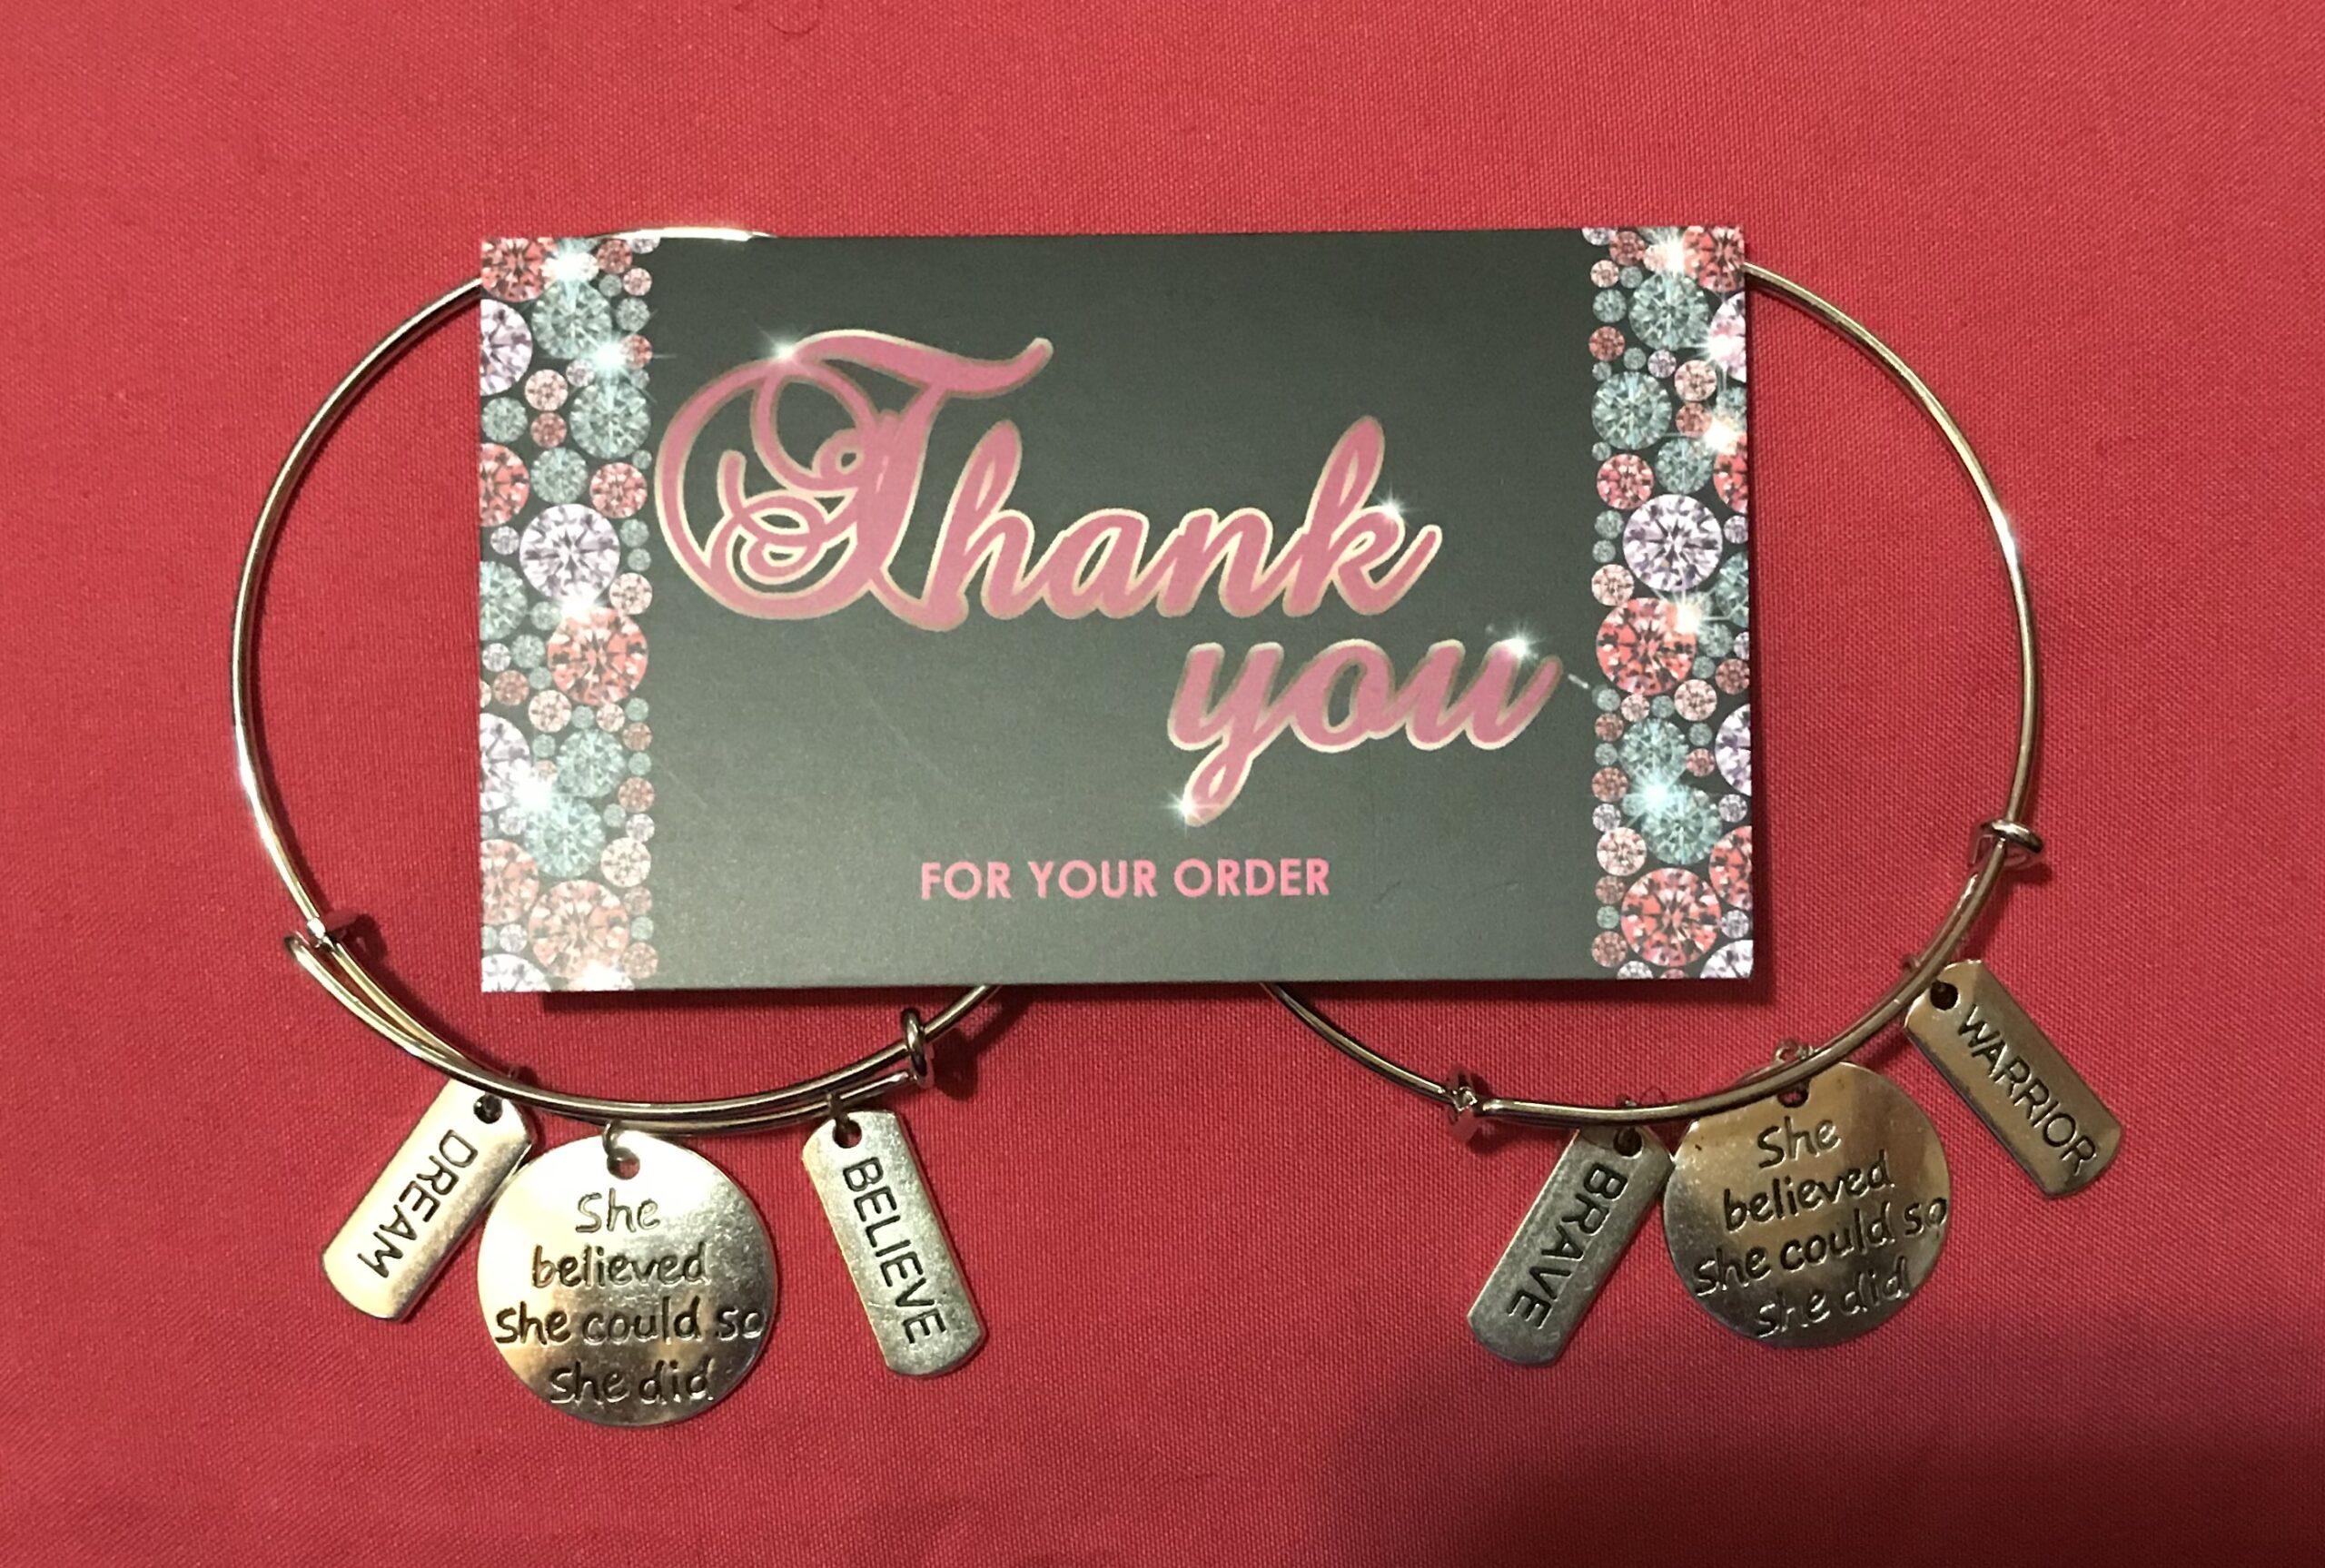 Thank
you
FOR YOUR ORDER
DREAM
She
believed
she could so
she did
BELIEVE
BRAVE
She
believed
she could so
she did
WARRIOR